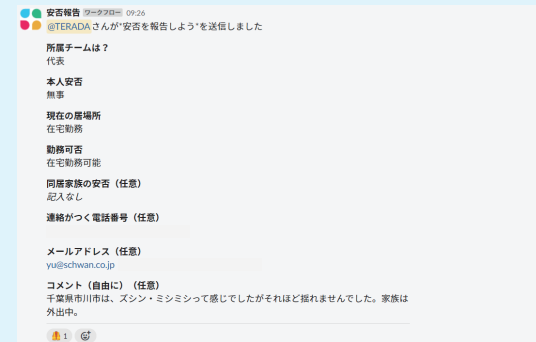 安否報告 ワークフロー 09:26
@TERADAさんが"安否を報告しよう"を送信しました
所属チームは？
代表
本人安否
無事
現在の居場所
在宅勤務
勤務可否
在宅勤務可能
同居家族の安否（任意）
記入なし
連絡がつく電話番号（任意）
メールアドレス（任意）
yu@schwan.co.jp
コメント（自由に）（任意）
千葉県市川市は、ズシン・ミシミシって感じでしたがそれほど揺れませんでした。家族は
外出中。
1